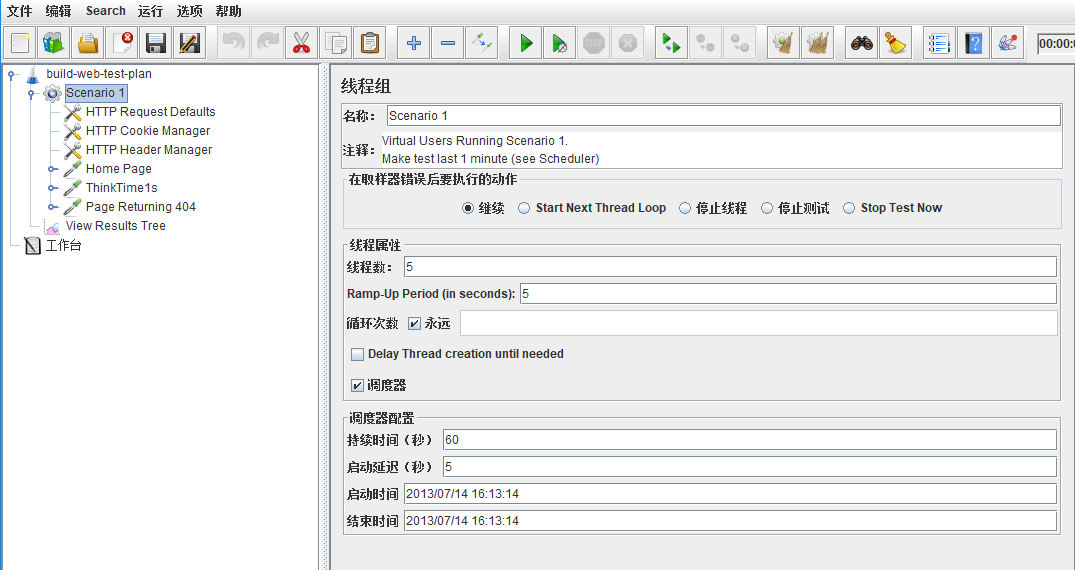 文件 编辑 Search 运行 选项 帮助
00:00:
build-web-test-plan
Scenario 1
HTTP Request Defaults
HTTP Cookie Manager
HTTP Header Manager
Home Page
ThinkTime1s
Page Returning 404
View Results Tree
工作台
线程组
名称： Scenario 1
注释： Virtual Users Running Scenario 1.
Make test last 1 minute (see Scheduler)
在取样器错误后要执行的动作
继续 Start Next Thread Loop 停止线程 停止测试 Stop Test Now
线程属性
线程数： 5
Ramp-Up Period (in seconds): 5
循环次数 永远
Delay Thread creation until needed
调度器
调度器配置
持续时间（秒） 60
启动延迟（秒） 5
启动时间 2013/07/14 16:13:14
结束时间 2013/07/14 16:13:14